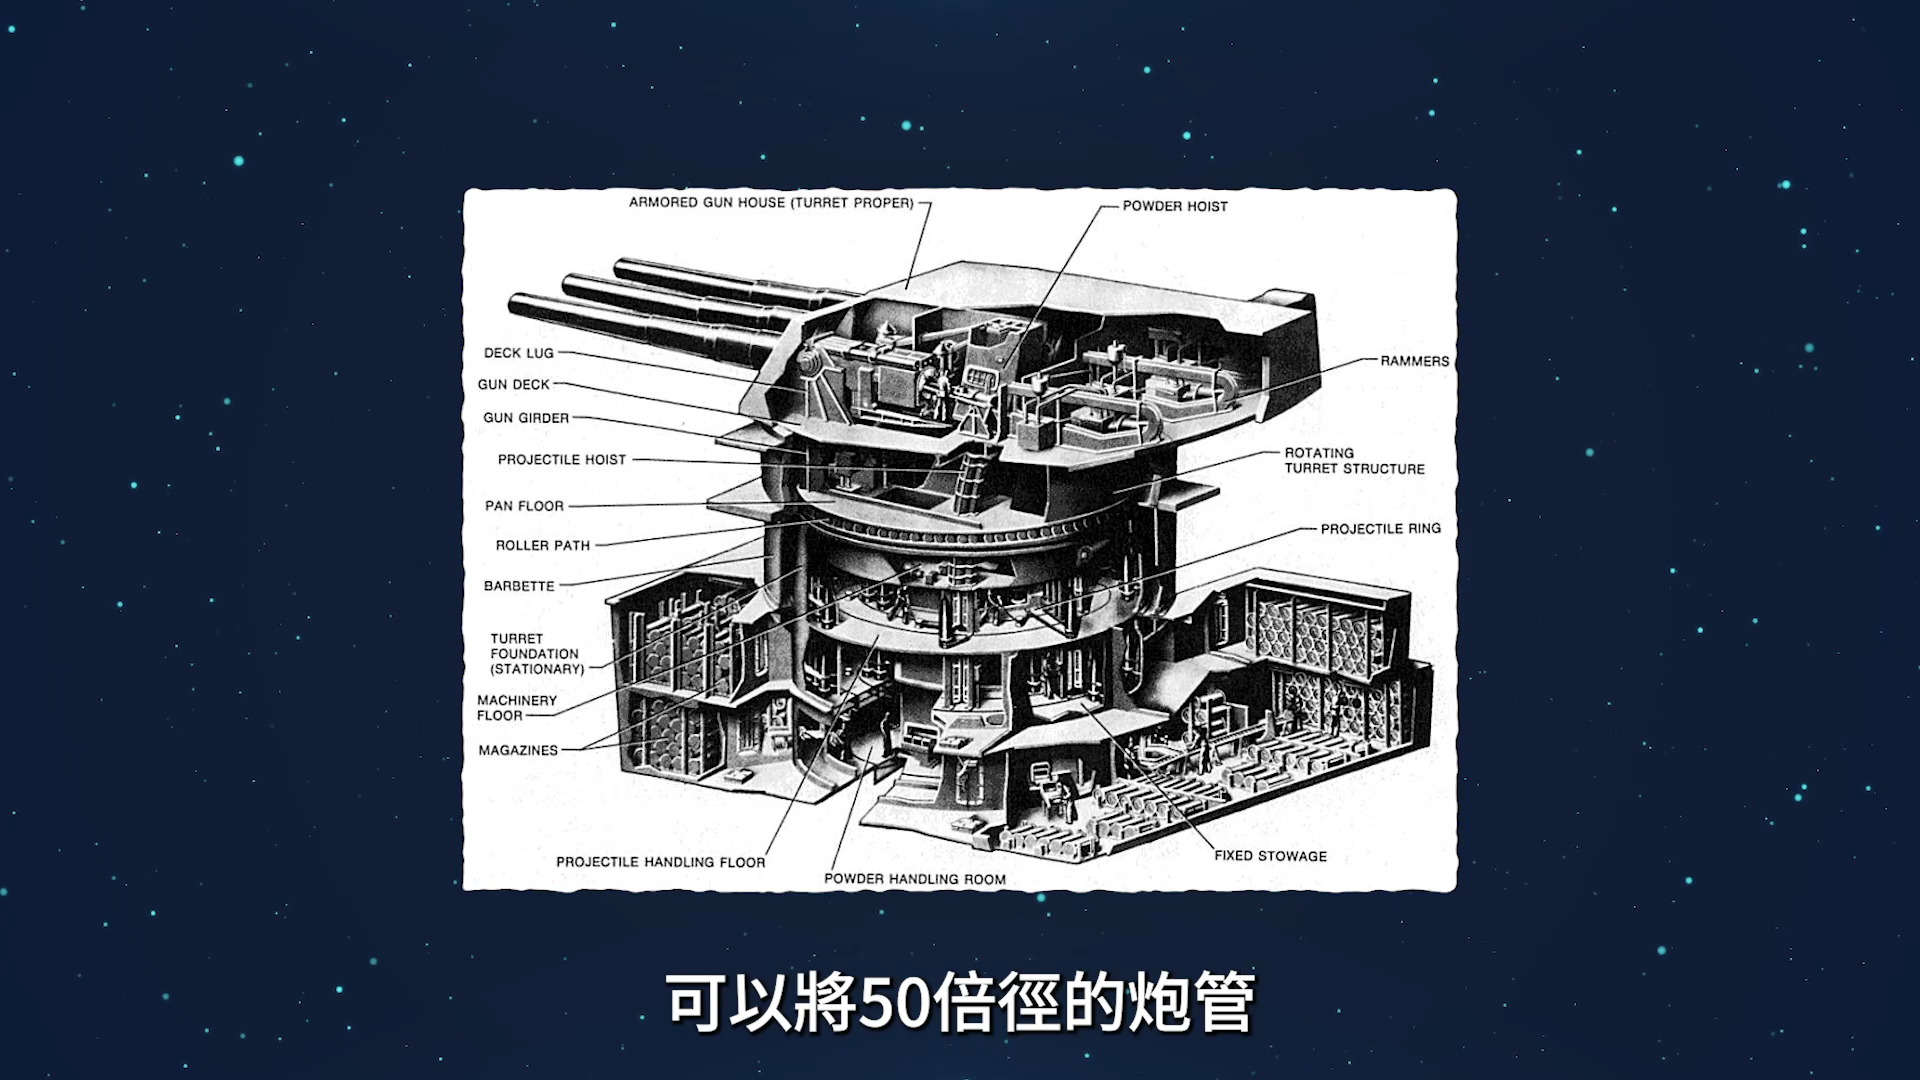 ARMORED GUN HOUSE (TURRET PROPER)
POWDER HOIST
DECK LUG
RAMMERS
GUN DECK
GUN GIRDER
PROJECTILE HOIST
ROTATING
TURRET STRUCTURE
PAN FLOOR
PROJECTILE RING
ROLLER PATH
BARBETTE
TURRET
FOUNDATION
(STATIONARY)
MACHINERY
FLOOR
MAGAZINES
PROJECTILE HANDLING FLOOR
FIXED STOWAGE
POWDER HANDLING ROOM
可以將50倍徑的炮管